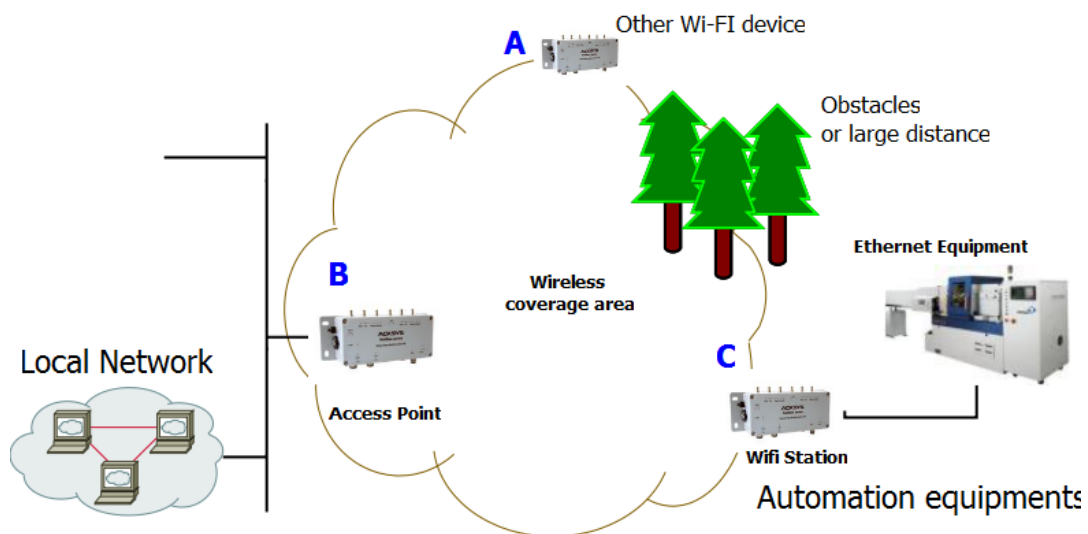 A
Other Wi-FI device
Obstacles
or large distance
Ethernet Equipment
B
Wireless
coverage area
ACKSYS
Local Network
C
Access Point
Wifi Station
Automation equipments